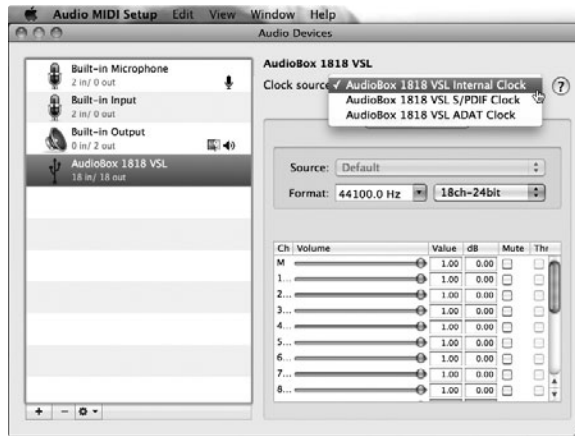 Audio MIDI Setup Edit View Window Help
Audio Devices
Built-in Microphone
2 in/ 0 out
Built-in Input
2 in/ 0 out
Built-in Output
0 in/ 2 out
AudioBox 1818 VSL
18 in/ 18 out
AudioBox 1818 VSL
Clock source ✓ AudioBox 1818 VSL Internal Clock ?
AudioBox 1818 VSL S/PDIF Clock
AudioBox 1818 VSL ADAT Clock
Source: Default
Format: 44100.0 Hz 18ch-24bit
Ch Volume Value dB Mute Thr
M 1.00 0.00
1... 1.00 0.00
2... 1.00 0.00
3... 1.00 0.00
4... 1.00 0.00
5... 1.00 0.00
6... 1.00 0.00
7... 1.00 0.00
8... 1.00 0.00
+ −